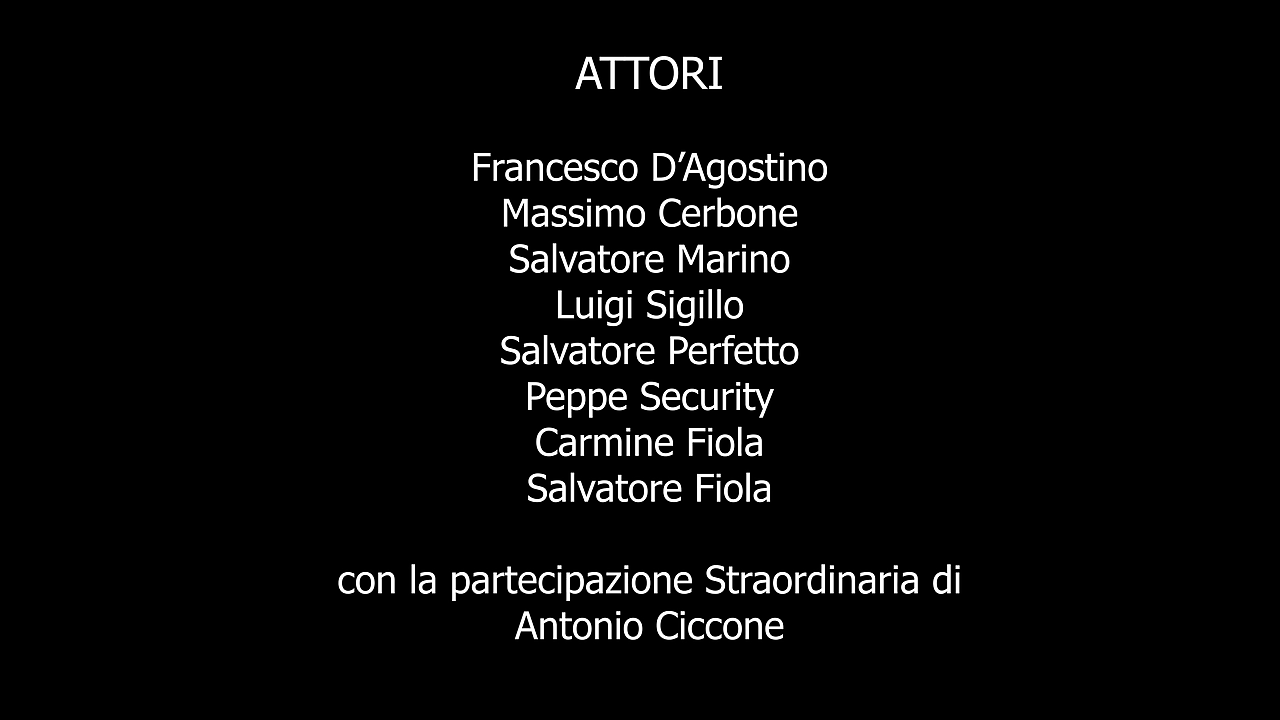 ATTORI
Francesco D’Agostino
Massimo Cerbone
Salvatore Marino
Luigi Sigillo
Salvatore Perfetto
Peppe Security
Carmine Fiola
Salvatore Fiola
con la partecipazione Straordinaria di
Antonio Ciccone